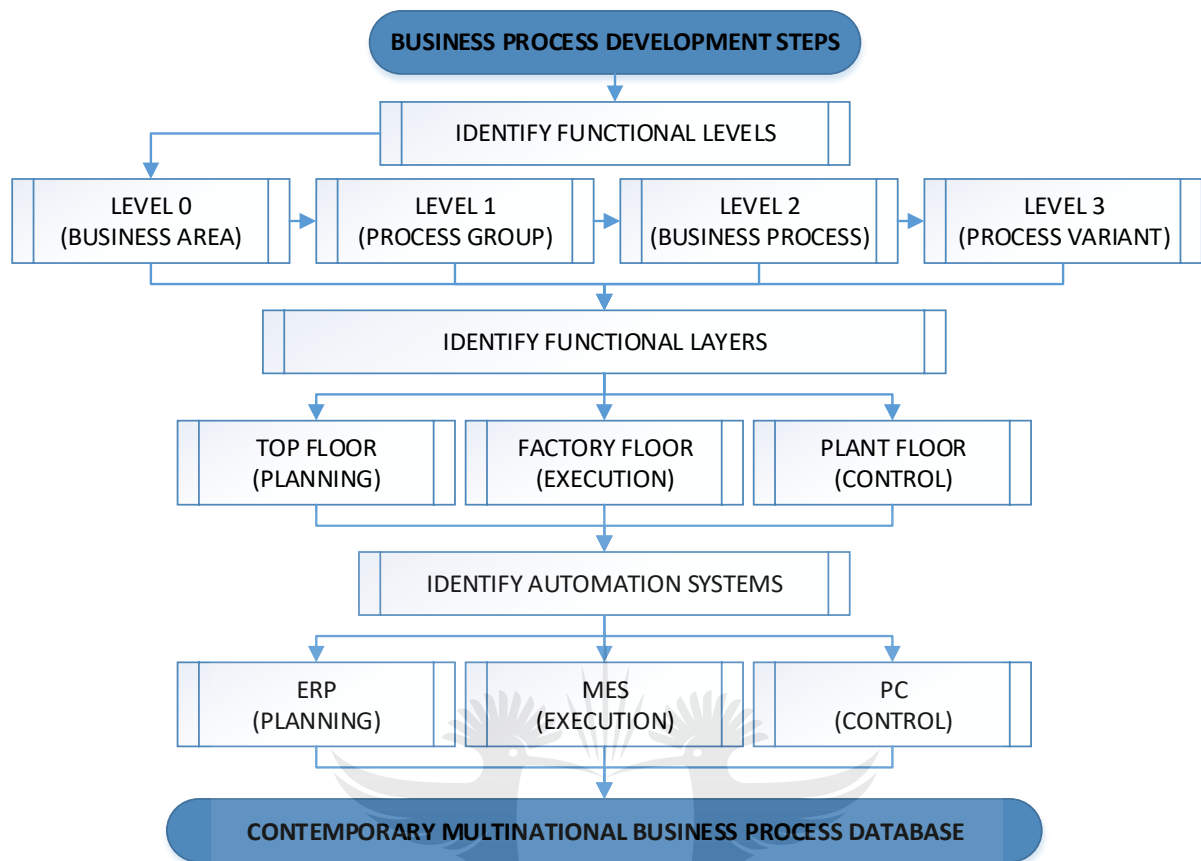 BUSINESS PROCESS DEVELOPMENT STEPS
IDENTIFY FUNCTIONAL LEVELS
LEVEL 0
(BUSINESS AREA)
LEVEL 1
(PROCESS GROUP)
LEVEL 2
(BUSINESS PROCESS)
LEVEL 3
(PROCESS VARIANT)
IDENTIFY FUNCTIONAL LAYERS
TOP FLOOR
(PLANNING)
FACTORY FLOOR
(EXECUTION)
PLANT FLOOR
(CONTROL)
IDENTIFY AUTOMATION SYSTEMS
ERP
(PLANNING)
MES
(EXECUTION)
PC
(CONTROL)
CONTEMPORARY MULTINATIONAL BUSINESS PROCESS DATABASE